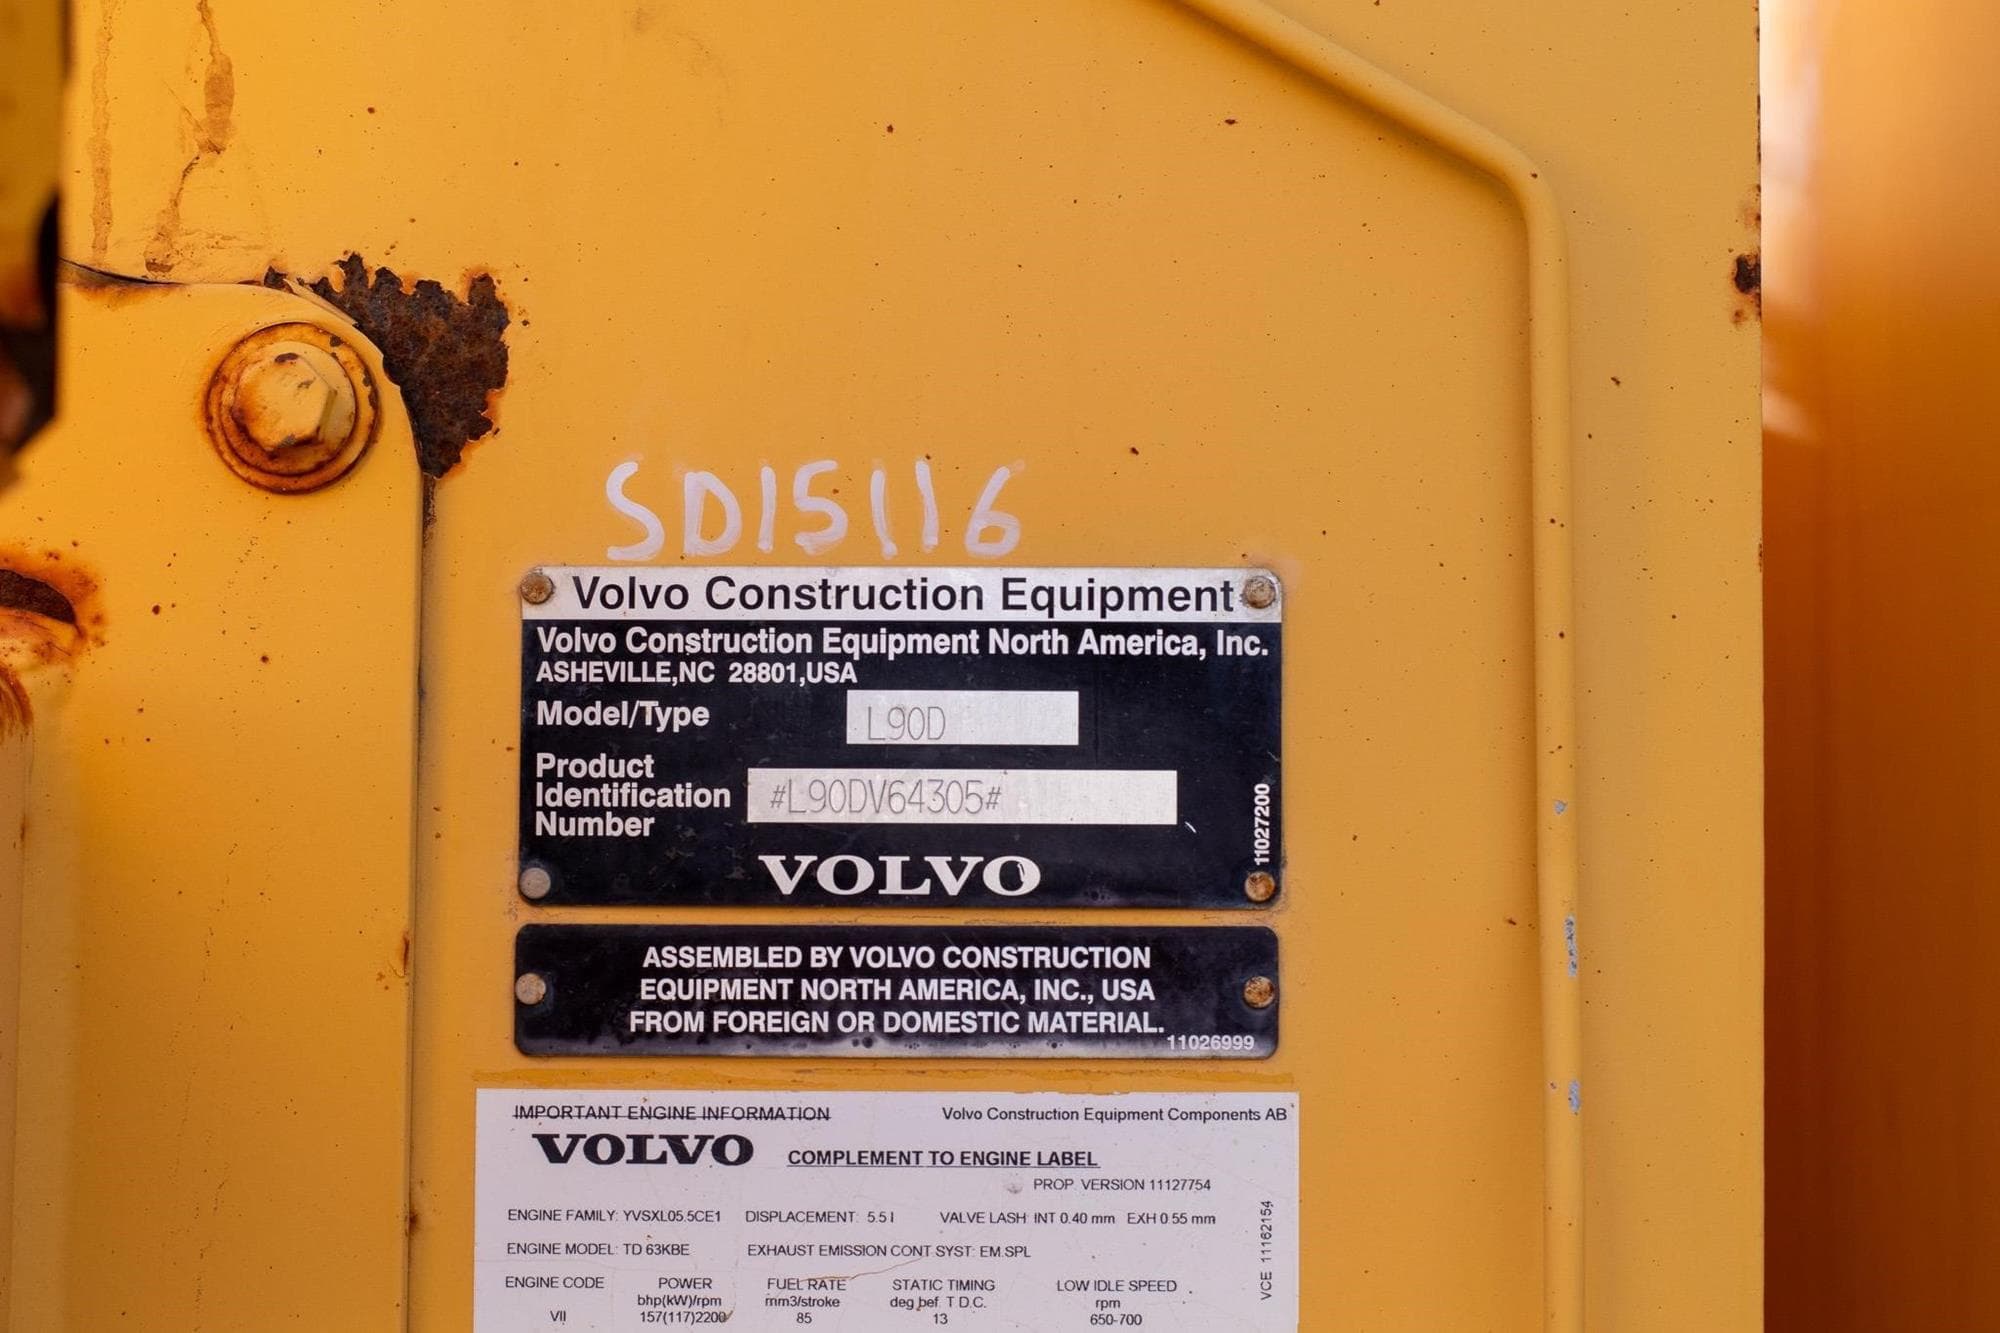 SD15116
Volvo Construction Equipment
Volvo Construction Equipment North America, Inc.
ASHEVILLE,NC 28801,USA
Model/Type L90D
Product
Identification
Number
#L90DV64305#
11027200
VOLVO
ASSEMBLED BY VOLVO CONSTRUCTION
EQUIPMENT NORTH AMERICA, INC., USA
FROM FOREIGN OR DOMESTIC MATERIAL.
11026999
IMPORTANT ENGINE INFORMATION Volvo Construction Equipment Components AB
VOLVO COMPLEMENT TO ENGINE LABEL
PROP. VERSION 11127754
ENGINE FAMILY: YVSXL05.5CE1 DISPLACEMENT: 5.5 l VALVE LASH INT 0.40 mm EXH 0.55 mm
ENGINE MODEL: TD 63KBE EXHAUST EMISSION CONT SYST: EM.SPL
ENGINE CODE POWER FUEL RATE STATIC TIMING LOW IDLE SPEED
bhp(kW)/rpm mm3/stroke deg bef. T.D.C. rpm
VII 157(117)2200 85 13 650-700
VCE 11162154